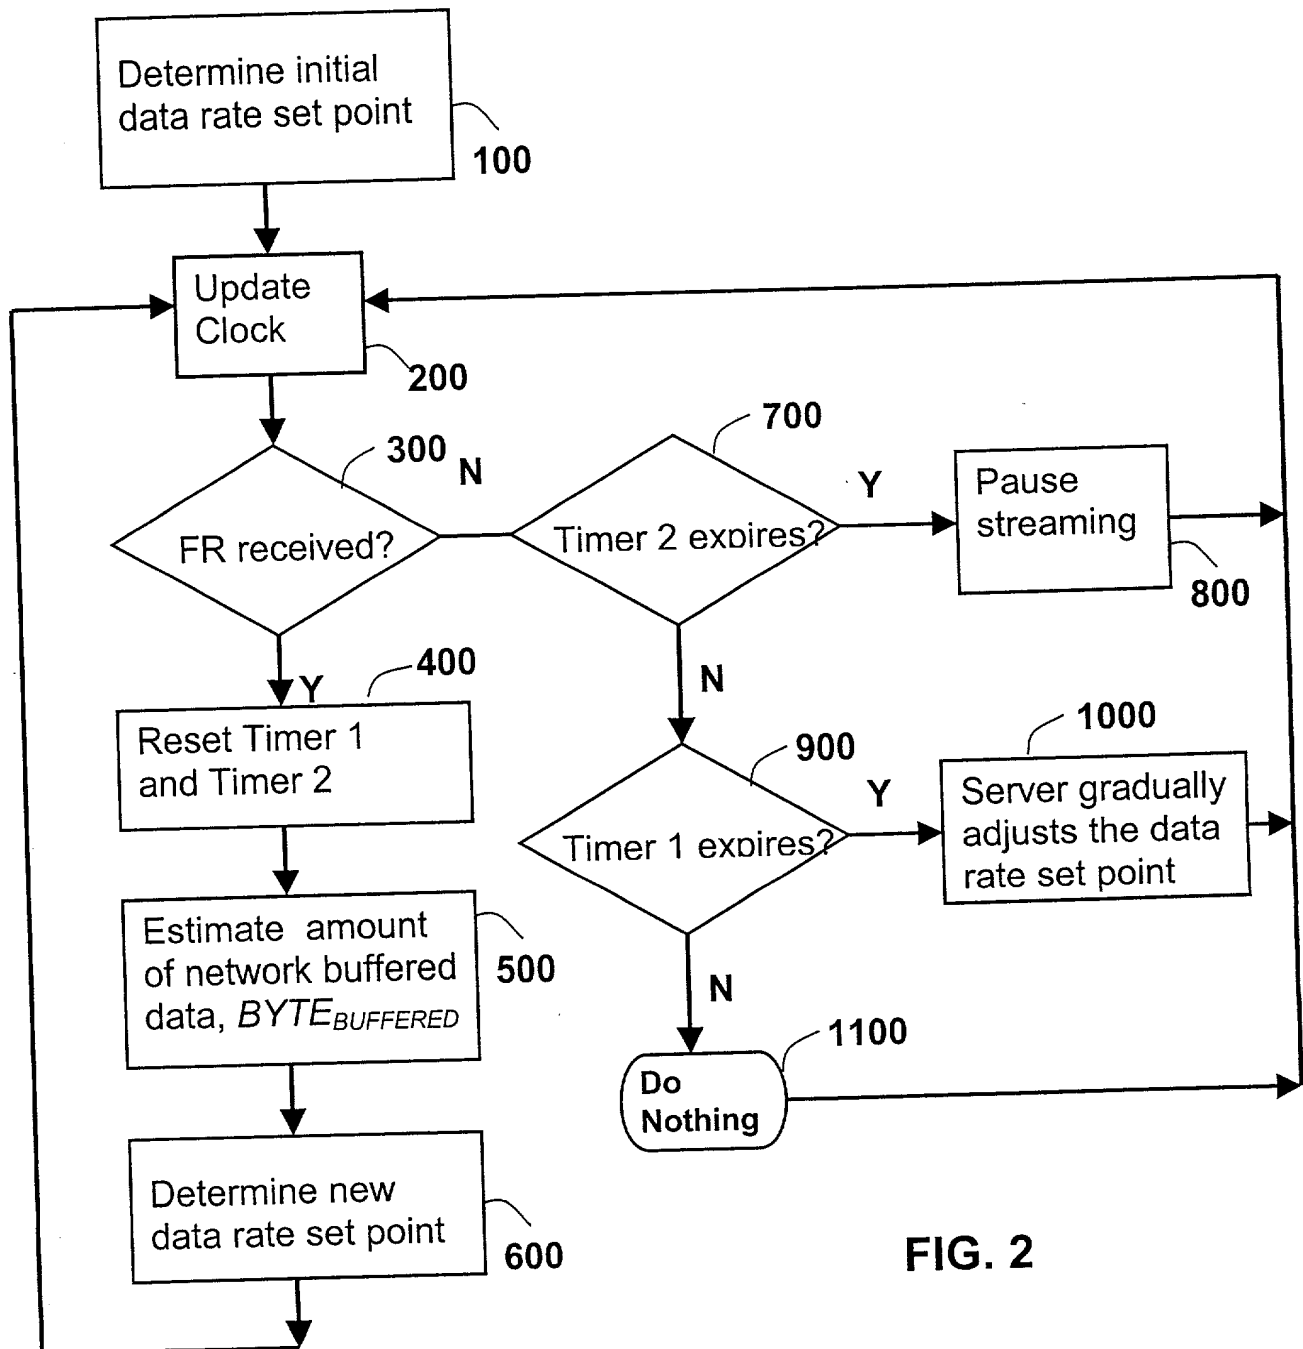 Determine initial
data rate set point
100
Update
Clock
200
300
FR received?
N
Y
700
Timer 2 expires?
Y
N
Pause
streaming
800
400
Reset Timer 1
and Timer 2
900
Timer 1 expires?
Y
N
1000
Server gradually
adjusts the data
rate set point
500
Estimate amount
of network buffered
data, BYTE_BUFFERED
1100
Do
Nothing
Determine new
data rate set point
600
FIG. 2